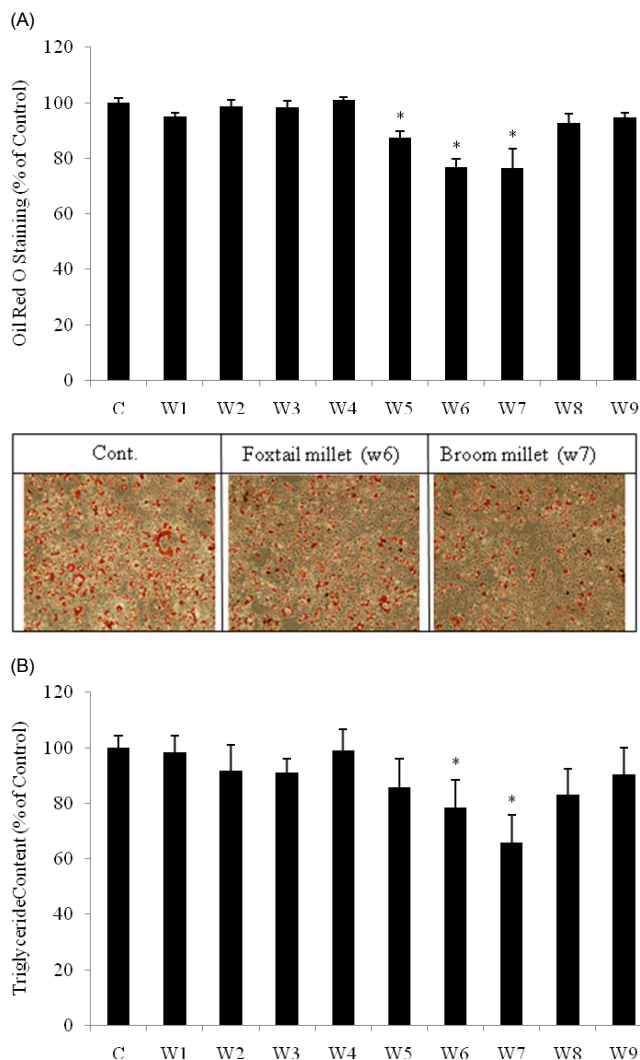 (A)
Oil Red O Staining (% of Control)
120
100
80
60
40
20
0
*
*
*
C W1 W2 W3 W4 W5 W6 W7 W8 W9
Cont. Foxtail millet (w6) Broom millet (w7)
(B)
TriglycerideContent (% of Control)
120
100
80
60
40
20
0
*
*
C W1 W2 W3 W4 W5 W6 W7 W8 W9